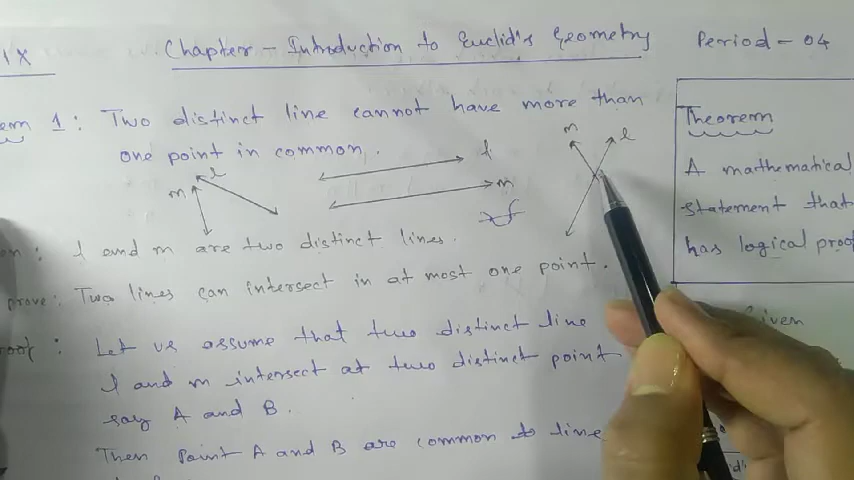 IX Chapter - Introduction to Euclid's Geometry Period - 04
em 1: Two distinct line cannot have more than
one point in common.
m l
l
m
m l
on: l and m are two distinct lines.
prove: Two lines can intersect in at most one point.
oof: Let us assume that two distinct line
l and m intersect at two distinct point
say A and B.
Then Point A and B are common to line
Theorem
A mathematical
statement that
has logical proof
Given